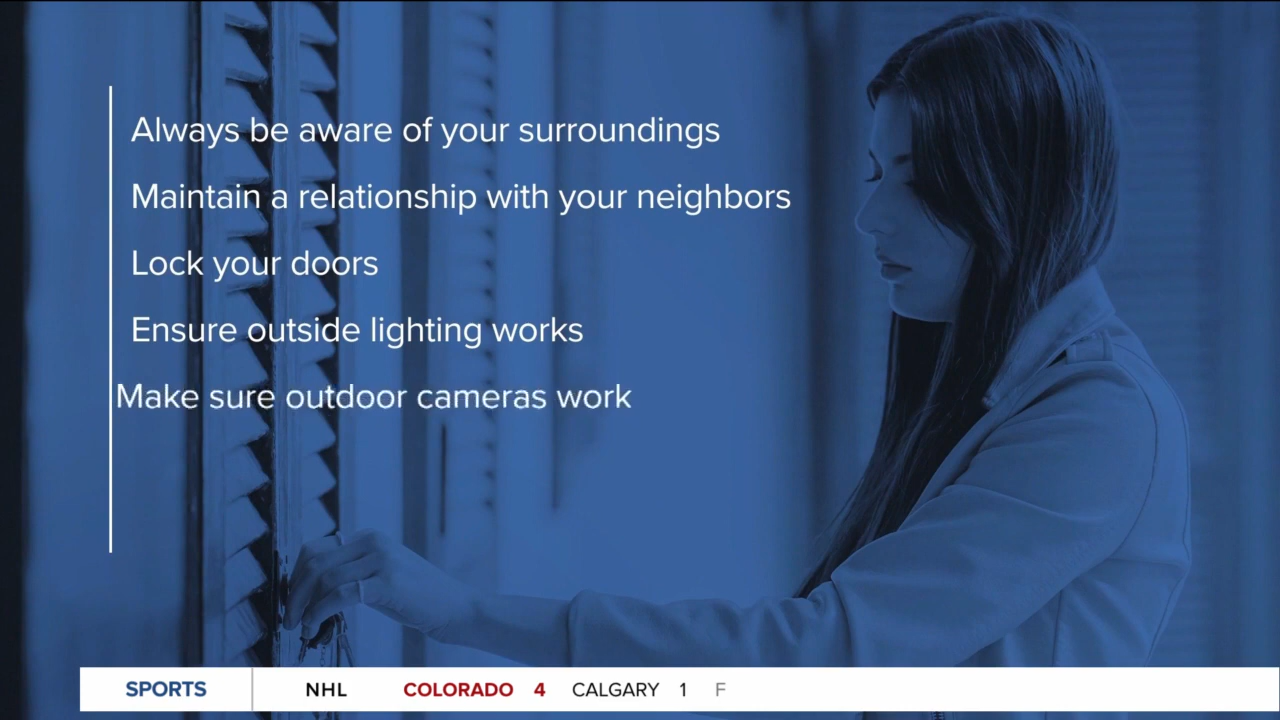 Always be aware of your surroundings
Maintain a relationship with your neighbors
Lock your doors
Ensure outside lighting works
Make sure outdoor cameras work
SPORTS NHL COLORADO 4 CALGARY 1 F